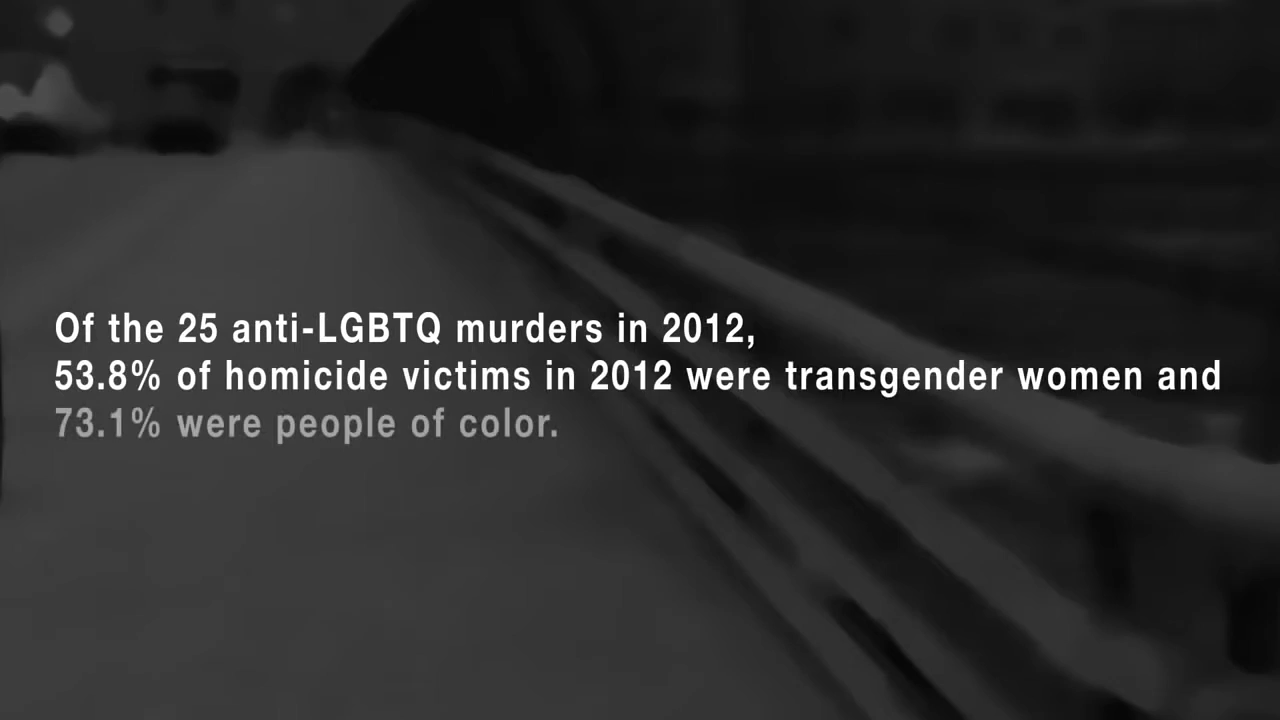 Of the 25 anti-LGBTQ murders in 2012,
53.8% of homicide victims in 2012 were transgender women and
73.1% were people of color.